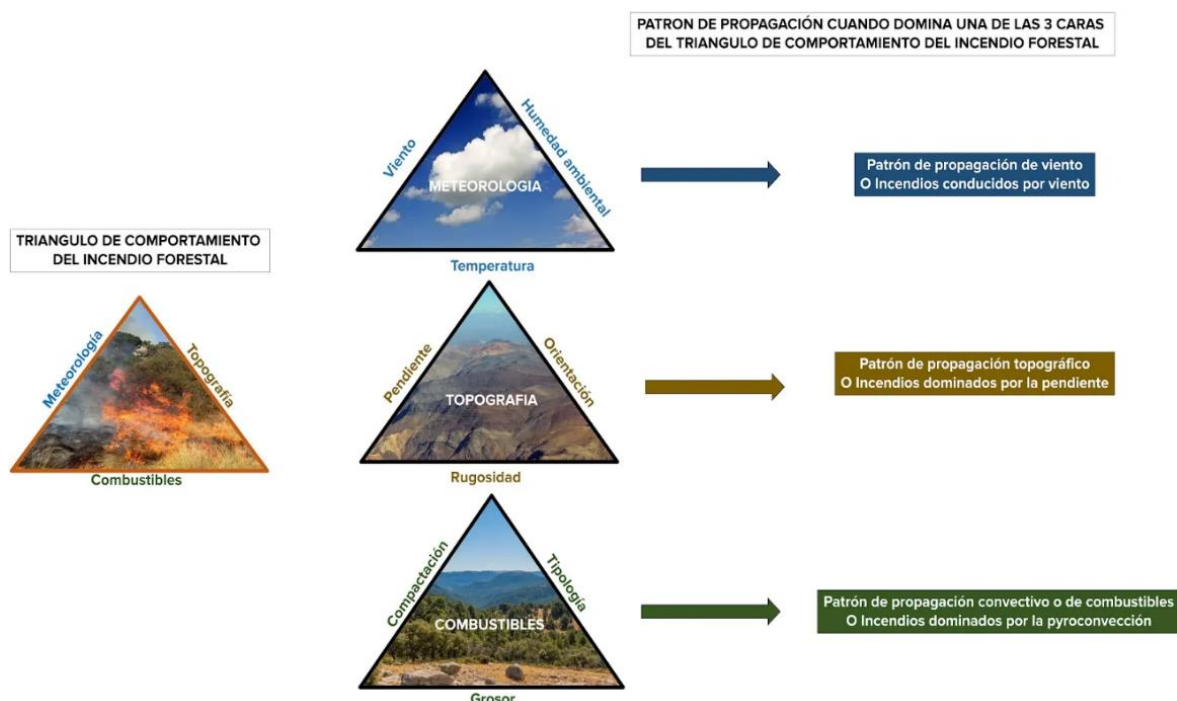 PATRON DE PROPAGACIÓN CUANDO DOMINA UNA DE LAS 3 CARAS
DEL TRIANGULO DE COMPORTAMIENTO DEL INCENDIO FORESTAL
TRIANGULO DE COMPORTAMIENTO
DEL INCENDIO FORESTAL
Meteorología
Topografía
Combustibles
Viento
Humedad ambiental
METEOROLOGIA
Temperatura
Patrón de propagación de viento
O Incendios conducidos por viento
Pendiente
Orientación
TOPOGRAFIA
Rugosidad
Patrón de propagación topográfico
O Incendios dominados por la pendiente
Compactación
Tipología
COMBUSTIBLES
Grosor
Patrón de propagación convectivo o de combustibles
O Incendios dominados por la pyroconvección